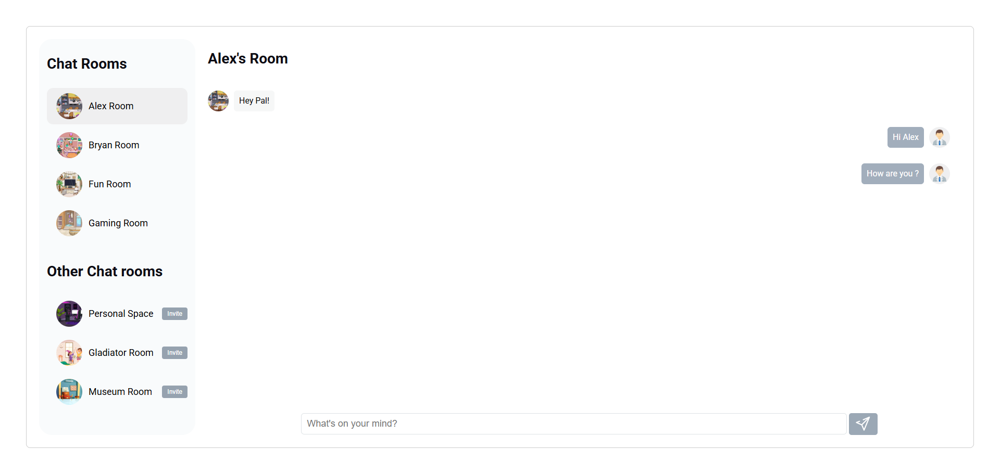 Chat Rooms
Alex Room
Bryan Room
Fun Room
Gaming Room
Other Chat rooms
Personal Space
Invite
Gladiator Room
Invite
Museum Room
Invite
Alex's Room
Hey Pal!
Hi Alex
How are you ?
What's on your mind?